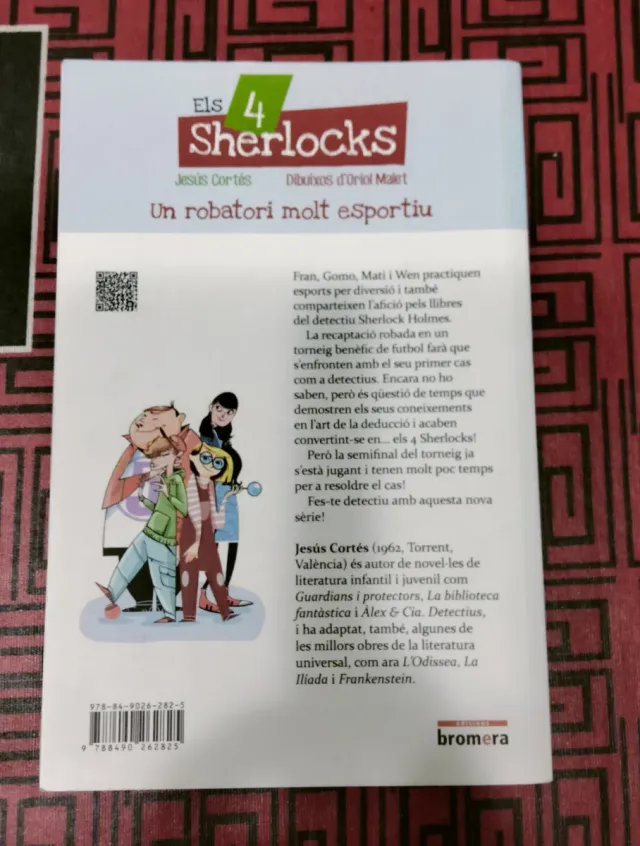 Els 4
Sherlocks
Jesús Cortés Dibuixos d'Oriol Malet
Un robatori molt esportiu
Fran, Gomo, Mati i Wen practiquen
esports per diversió i també
comparteixen l'afició pels llibres
del detectiu Sherlock Holmes.
La recaptació robada en un
torneig benèfic de futbol farà que
s'enfronten amb el seu primer cas
com a detectius. Encara no ho
saben, però és qüestió de temps que
demostren els seus coneixements
en l'art de la deducció i acaben
convertint-se en... els 4 Sherlocks!
Però la semifinal del torneig ja
s'està jugant i tenen molt poc temps
per a resoldre el cas!
Fes-te detectiu amb aquesta nova
sèrie!
Jesús Cortés (1962, Torrent,
València) és autor de novel·les de
literatura infantil i juvenil com
Guardians i protectors, La biblioteca
fantàstica i Àlex & Cia. Detectius,
i ha adaptat, també, algunes de
les millors obres de la literatura
universal, com ara L'Odissea, La
Ilíada i Frankenstein.
978-84-9026-282-5
9 788490 262825
edicions
bromera